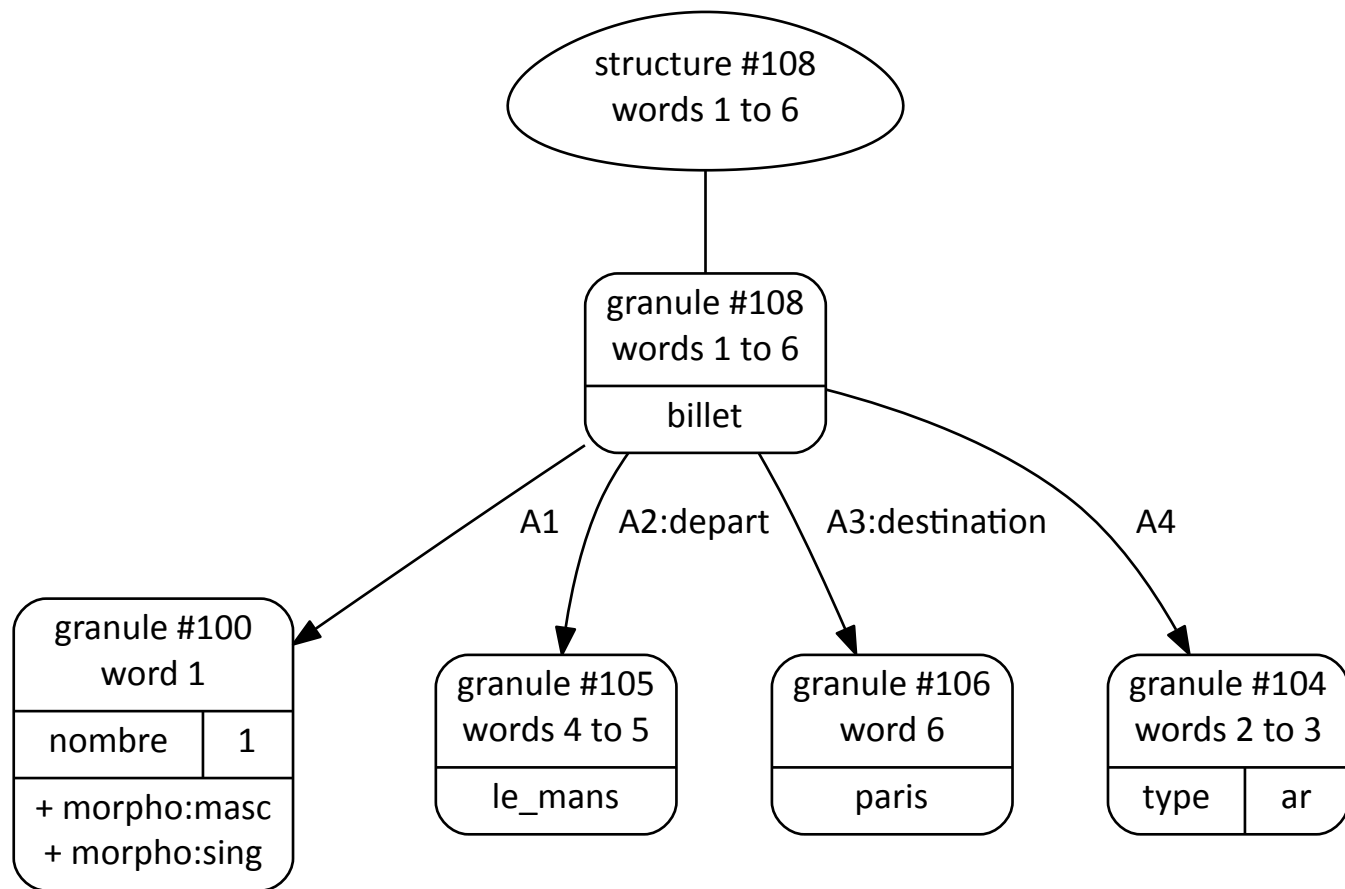 structure #108
words 1 to 6
granule #108
words 1 to 6
billet
A1
A2:depart
A3:destination
A4
granule #100
word 1
nombre 1
+ morpho:masc
+ morpho:sing
granule #105
words 4 to 5
le_mans
granule #106
word 6
paris
granule #104
words 2 to 3
type ar